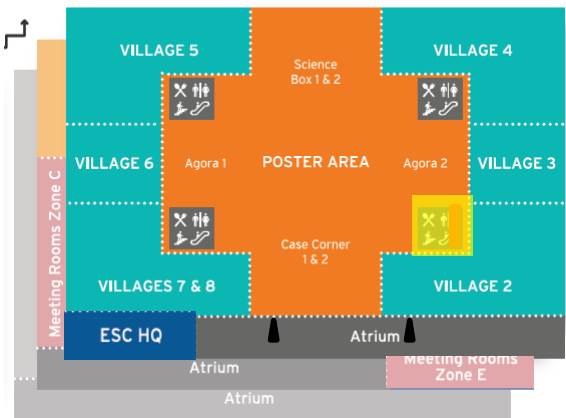 VILLAGE 5
VILLAGE 4
Science
Box 1 & 2
VILLAGE 6
Agora 1
POSTER AREA
Agora 2
VILLAGE 3
Meeting Rooms Zone C
Case Corner
1 & 2
VILLAGES 7 & 8
VILLAGE 2
ESC HQ
Atrium
Meeting Rooms
Zone E
Atrium
Atrium